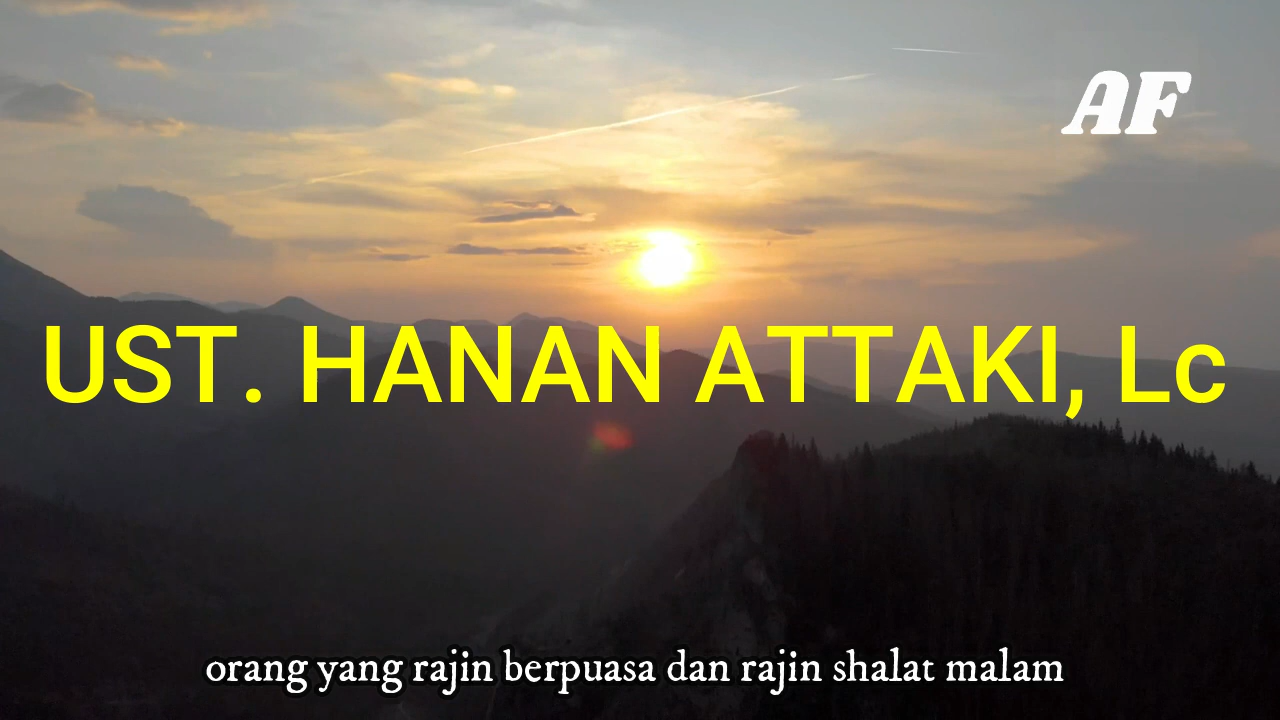 AF
UST. HANAN ATTAKI, Lc
orang yang rajin berpuasa dan rajin shalat malam